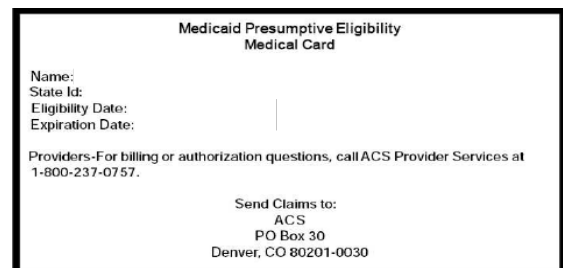 Medicaid Presumptive Eligibility
Medical Card
Name:
State Id:
Eligibility Date:
Expiration Date:
Providers-For billing or authorization questions, call ACS Provider Services at
1-800-237-0757.
Send Claims to:
ACS
PO Box 30
Denver, CO 80201-0030